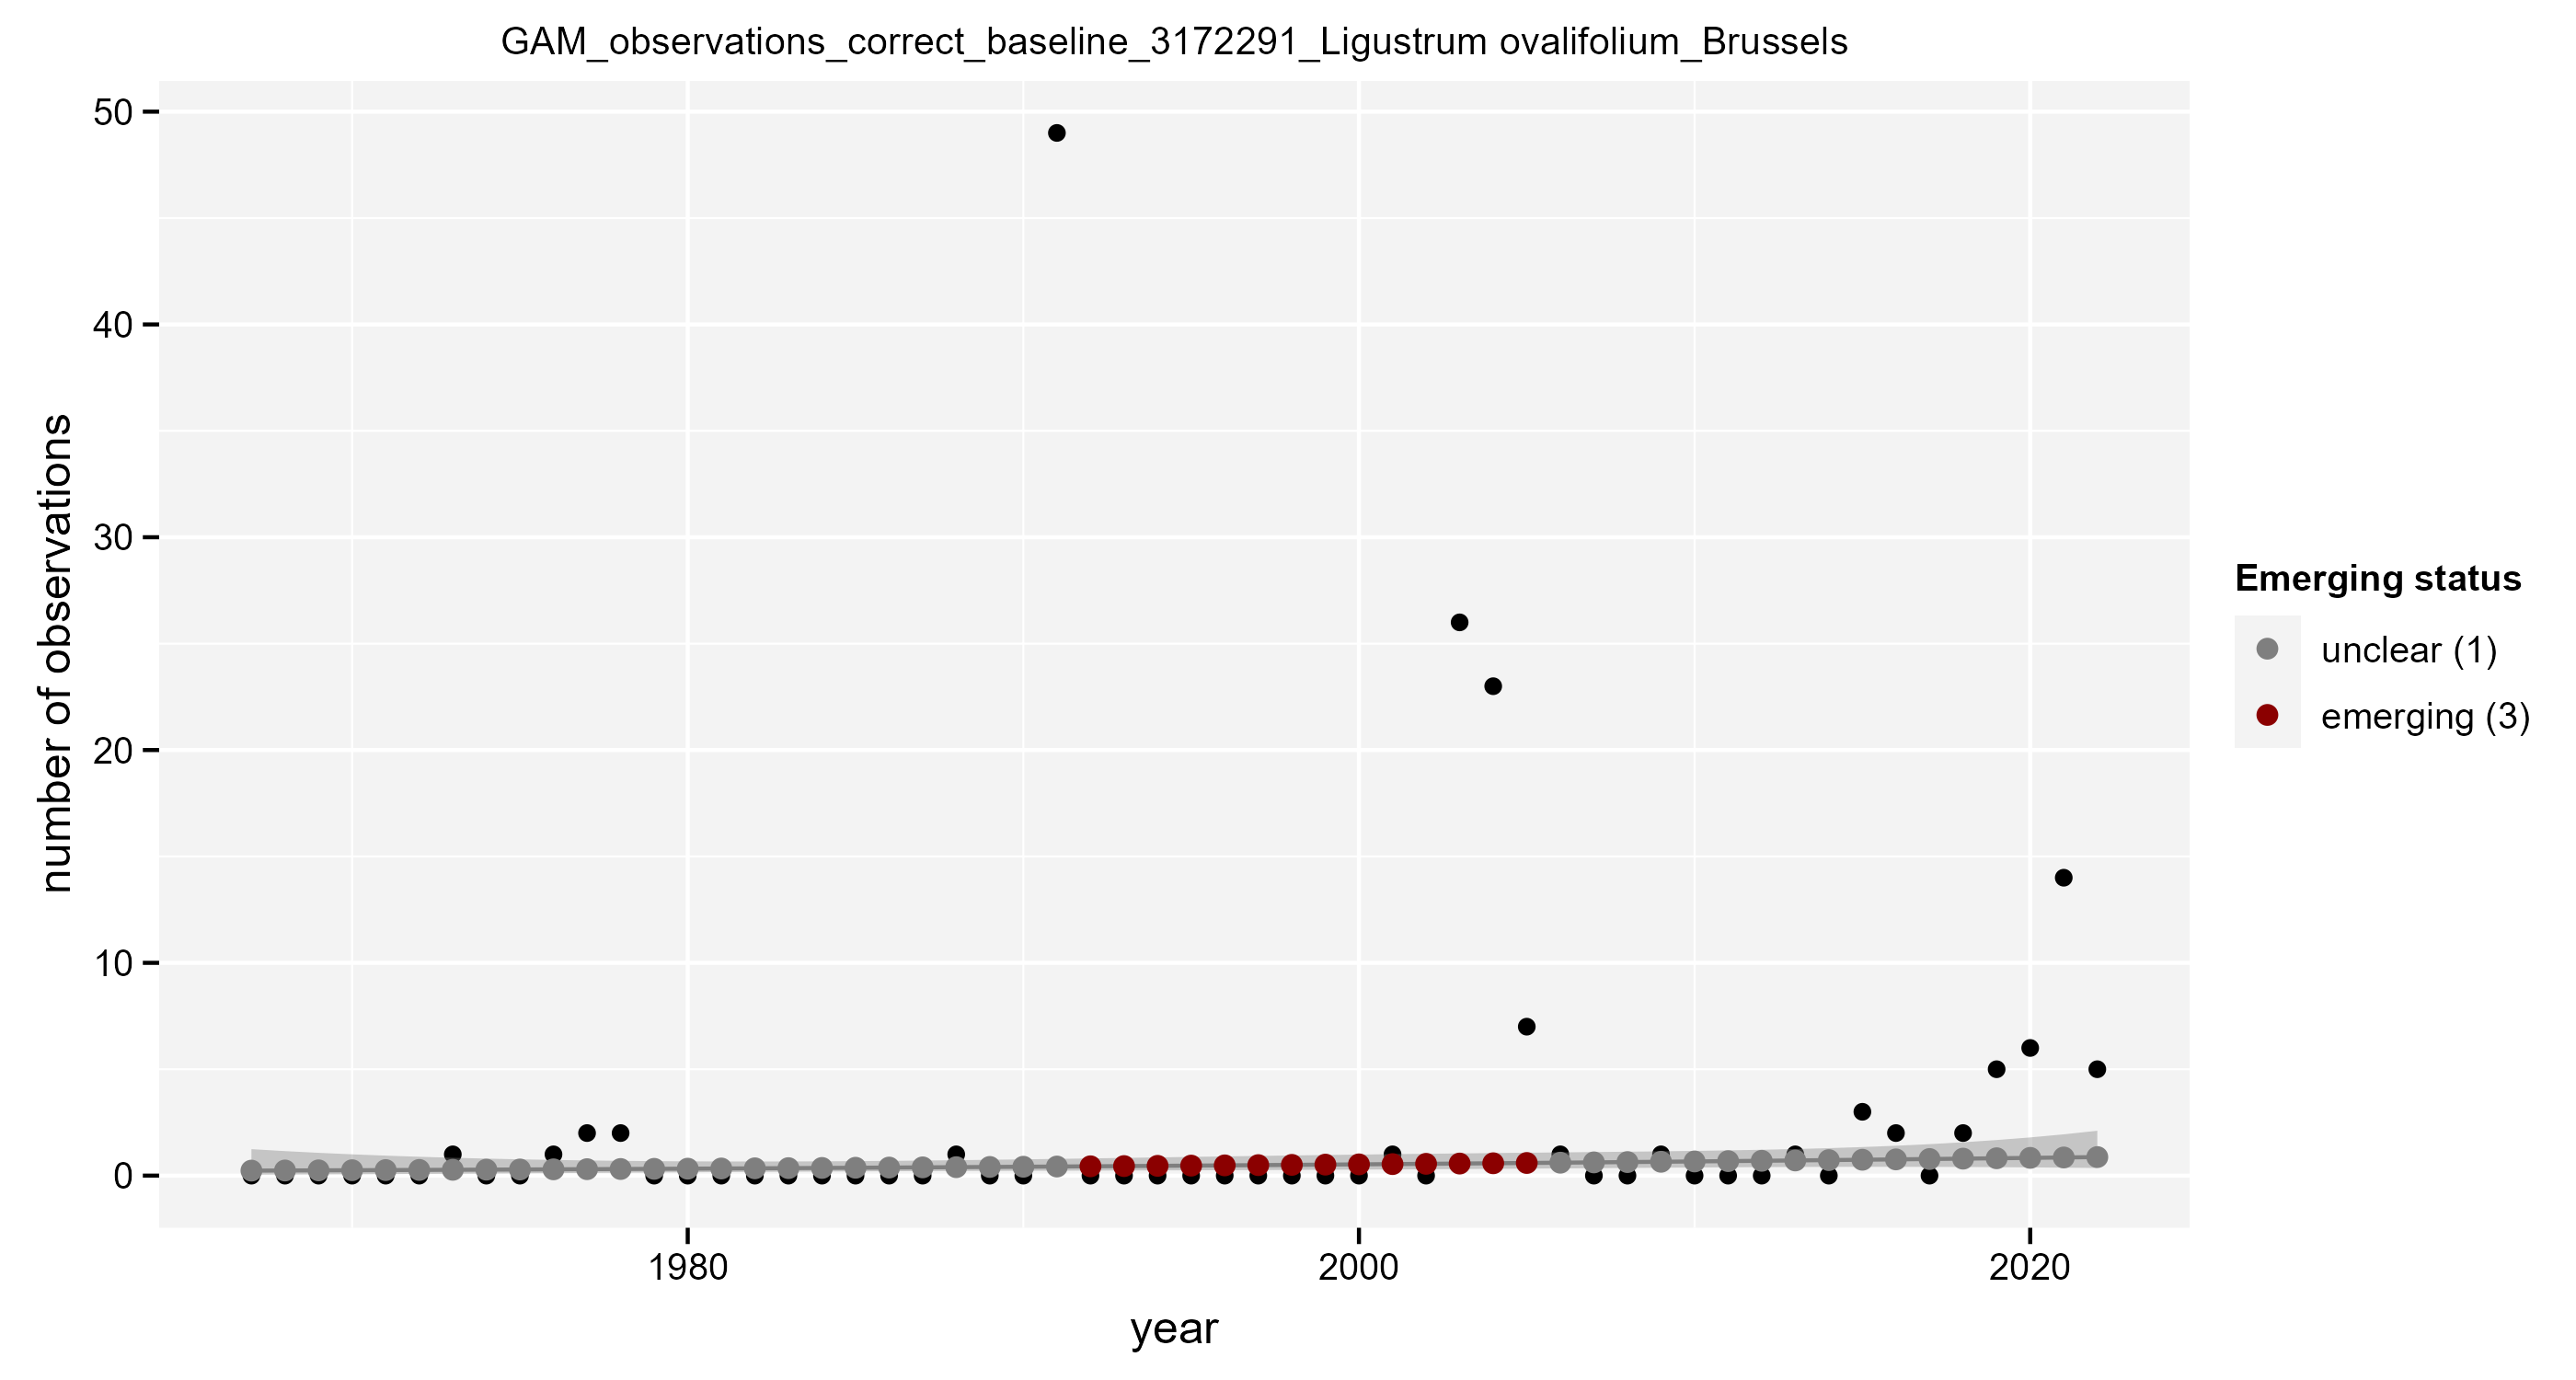 GAM_observations_correct_baseline_3172291_Ligustrum ovalifolium_Brussels
50
40
30
20
10
0
number of observations
1980
2000
2020
year
Emerging status
unclear (1)
emerging (3)